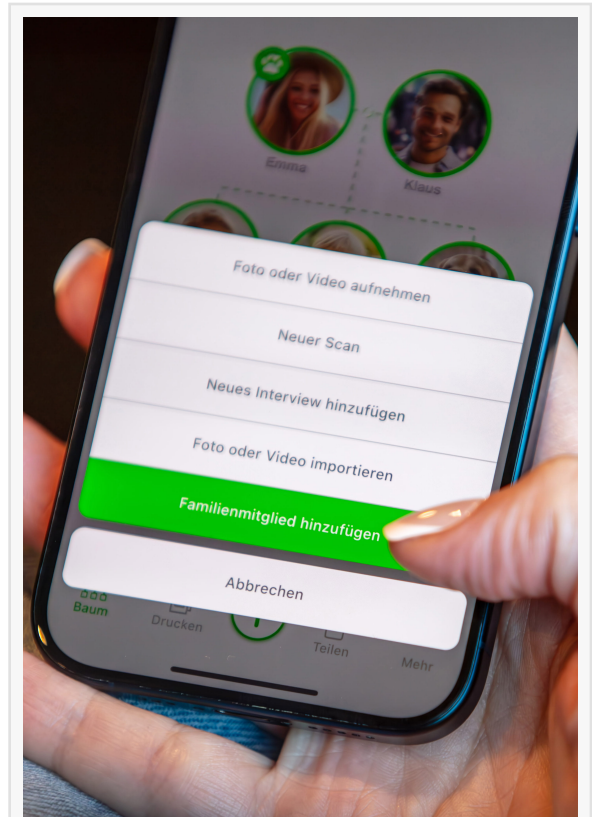 Emma
Klaus
Foto oder Video aufnehmen
Neuer Scan
Neues Interview hinzufügen
Foto oder Video importieren
Familienmitglied hinzufügen
Abbrechen
Baum
Drucken
Teilen
Mehr